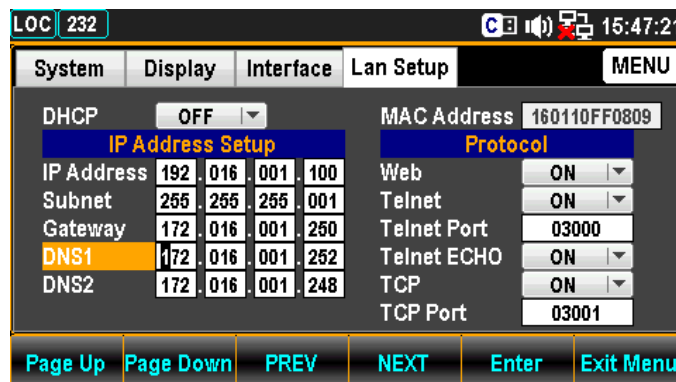 LOC 232 C 15:47:21
System Display Interface Lan Setup MENU
DHCP OFF MAC Address 160110FF0809
IP Address Setup Protocol
IP Address 192 . 016 . 001 . 100 Web ON
Subnet 255 . 255 . 255 . 001 Telnet ON
Gateway 172 . 016 . 001 . 250 Telnet Port 03000
DNS1 172 . 016 . 001 . 252 Telnet ECHO ON
DNS2 172 . 016 . 001 . 248 TCP ON
TCP Port 03001
Page Up Page Down PREV NEXT Enter Exit Menu